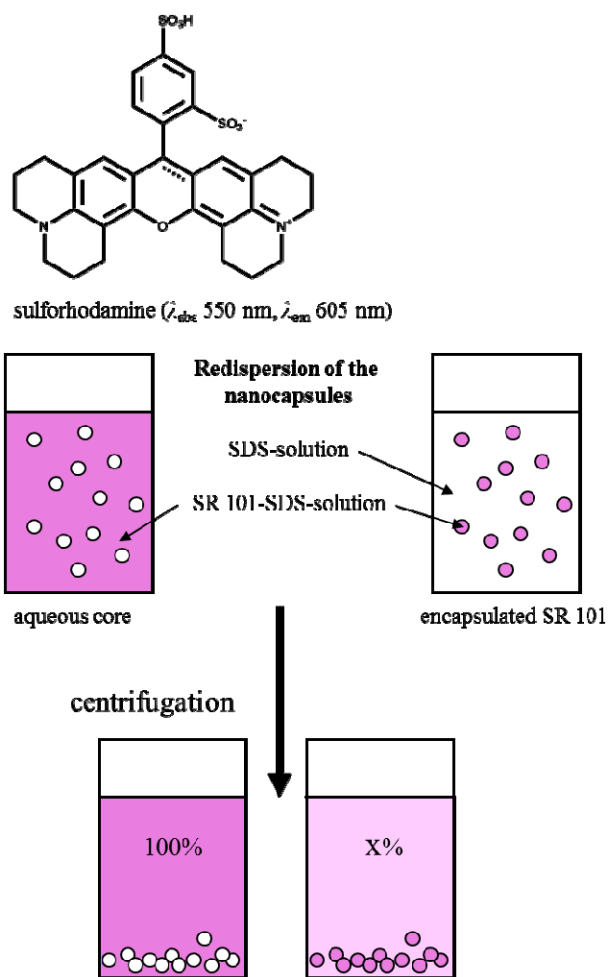 SO₃H
SO₃⁻
N
O
N⁺
sulforhodamine (λabs 550 nm, λem 605 nm)
Redispersion of the
nanocapsules
SDS-solution
SR 101-SDS-solution
aqueous core
encapsulated SR 101
centrifugation
100%
X%